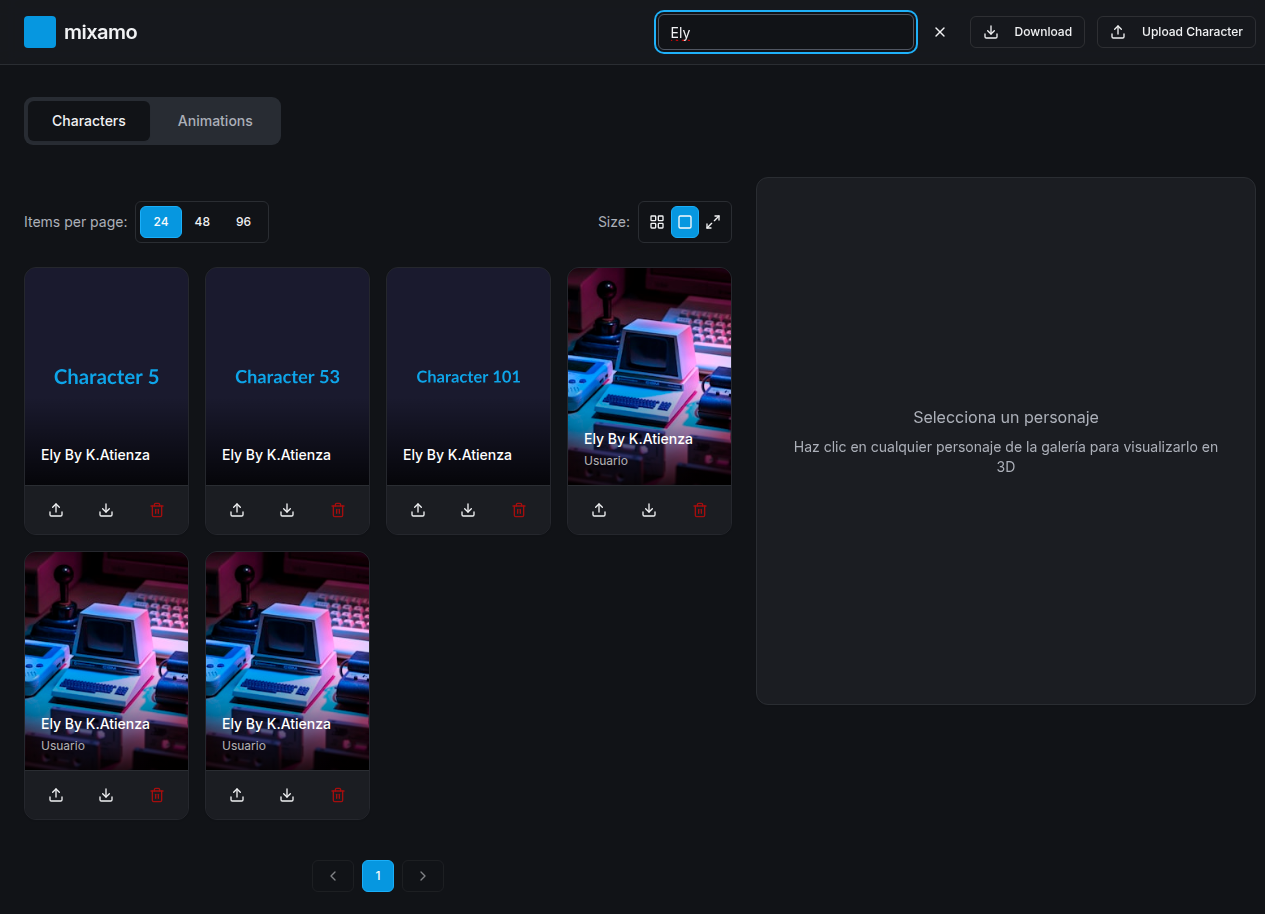 mixamo
Ely
Download
Upload Character
Characters
Animations
Items per page:
24
48
96
Size:
Character 5
Ely By K.Atienza
Character 53
Ely By K.Atienza
Character 101
Ely By K.Atienza
Ely By K.Atienza
Usuario
Selecciona un personaje
Haz clic en cualquier personaje de la galería para visualizarlo en
3D
Ely By K.Atienza
Usuario
Ely By K.Atienza
Usuario
1